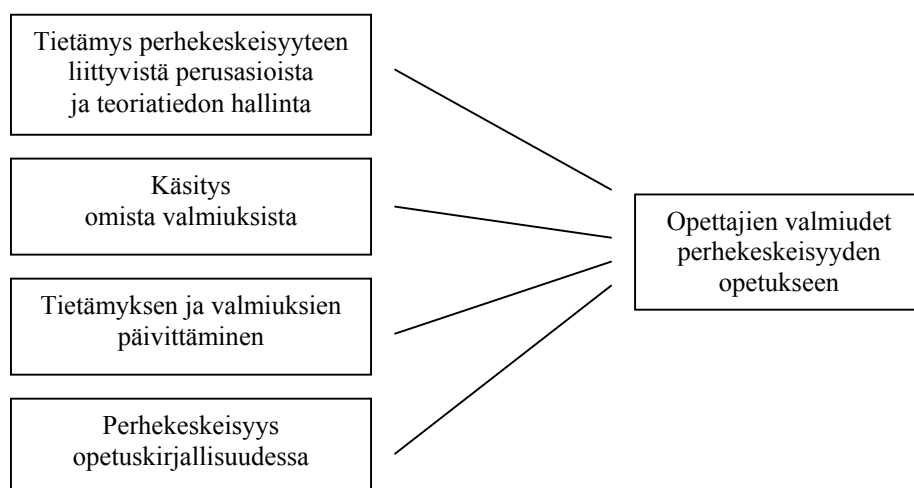 Tietämys perhekeskeisyyteen
liittyvistä perusasioista
ja teoriatiedon hallinta
Käsitys
omista valmiuksista
Tietämyksen ja valmiuksien
päivittäminen
Perhekeskeisyys
opetuskirjallisuudessa
Opettajien valmiudet
perhekeskeisyyden
opetukseen